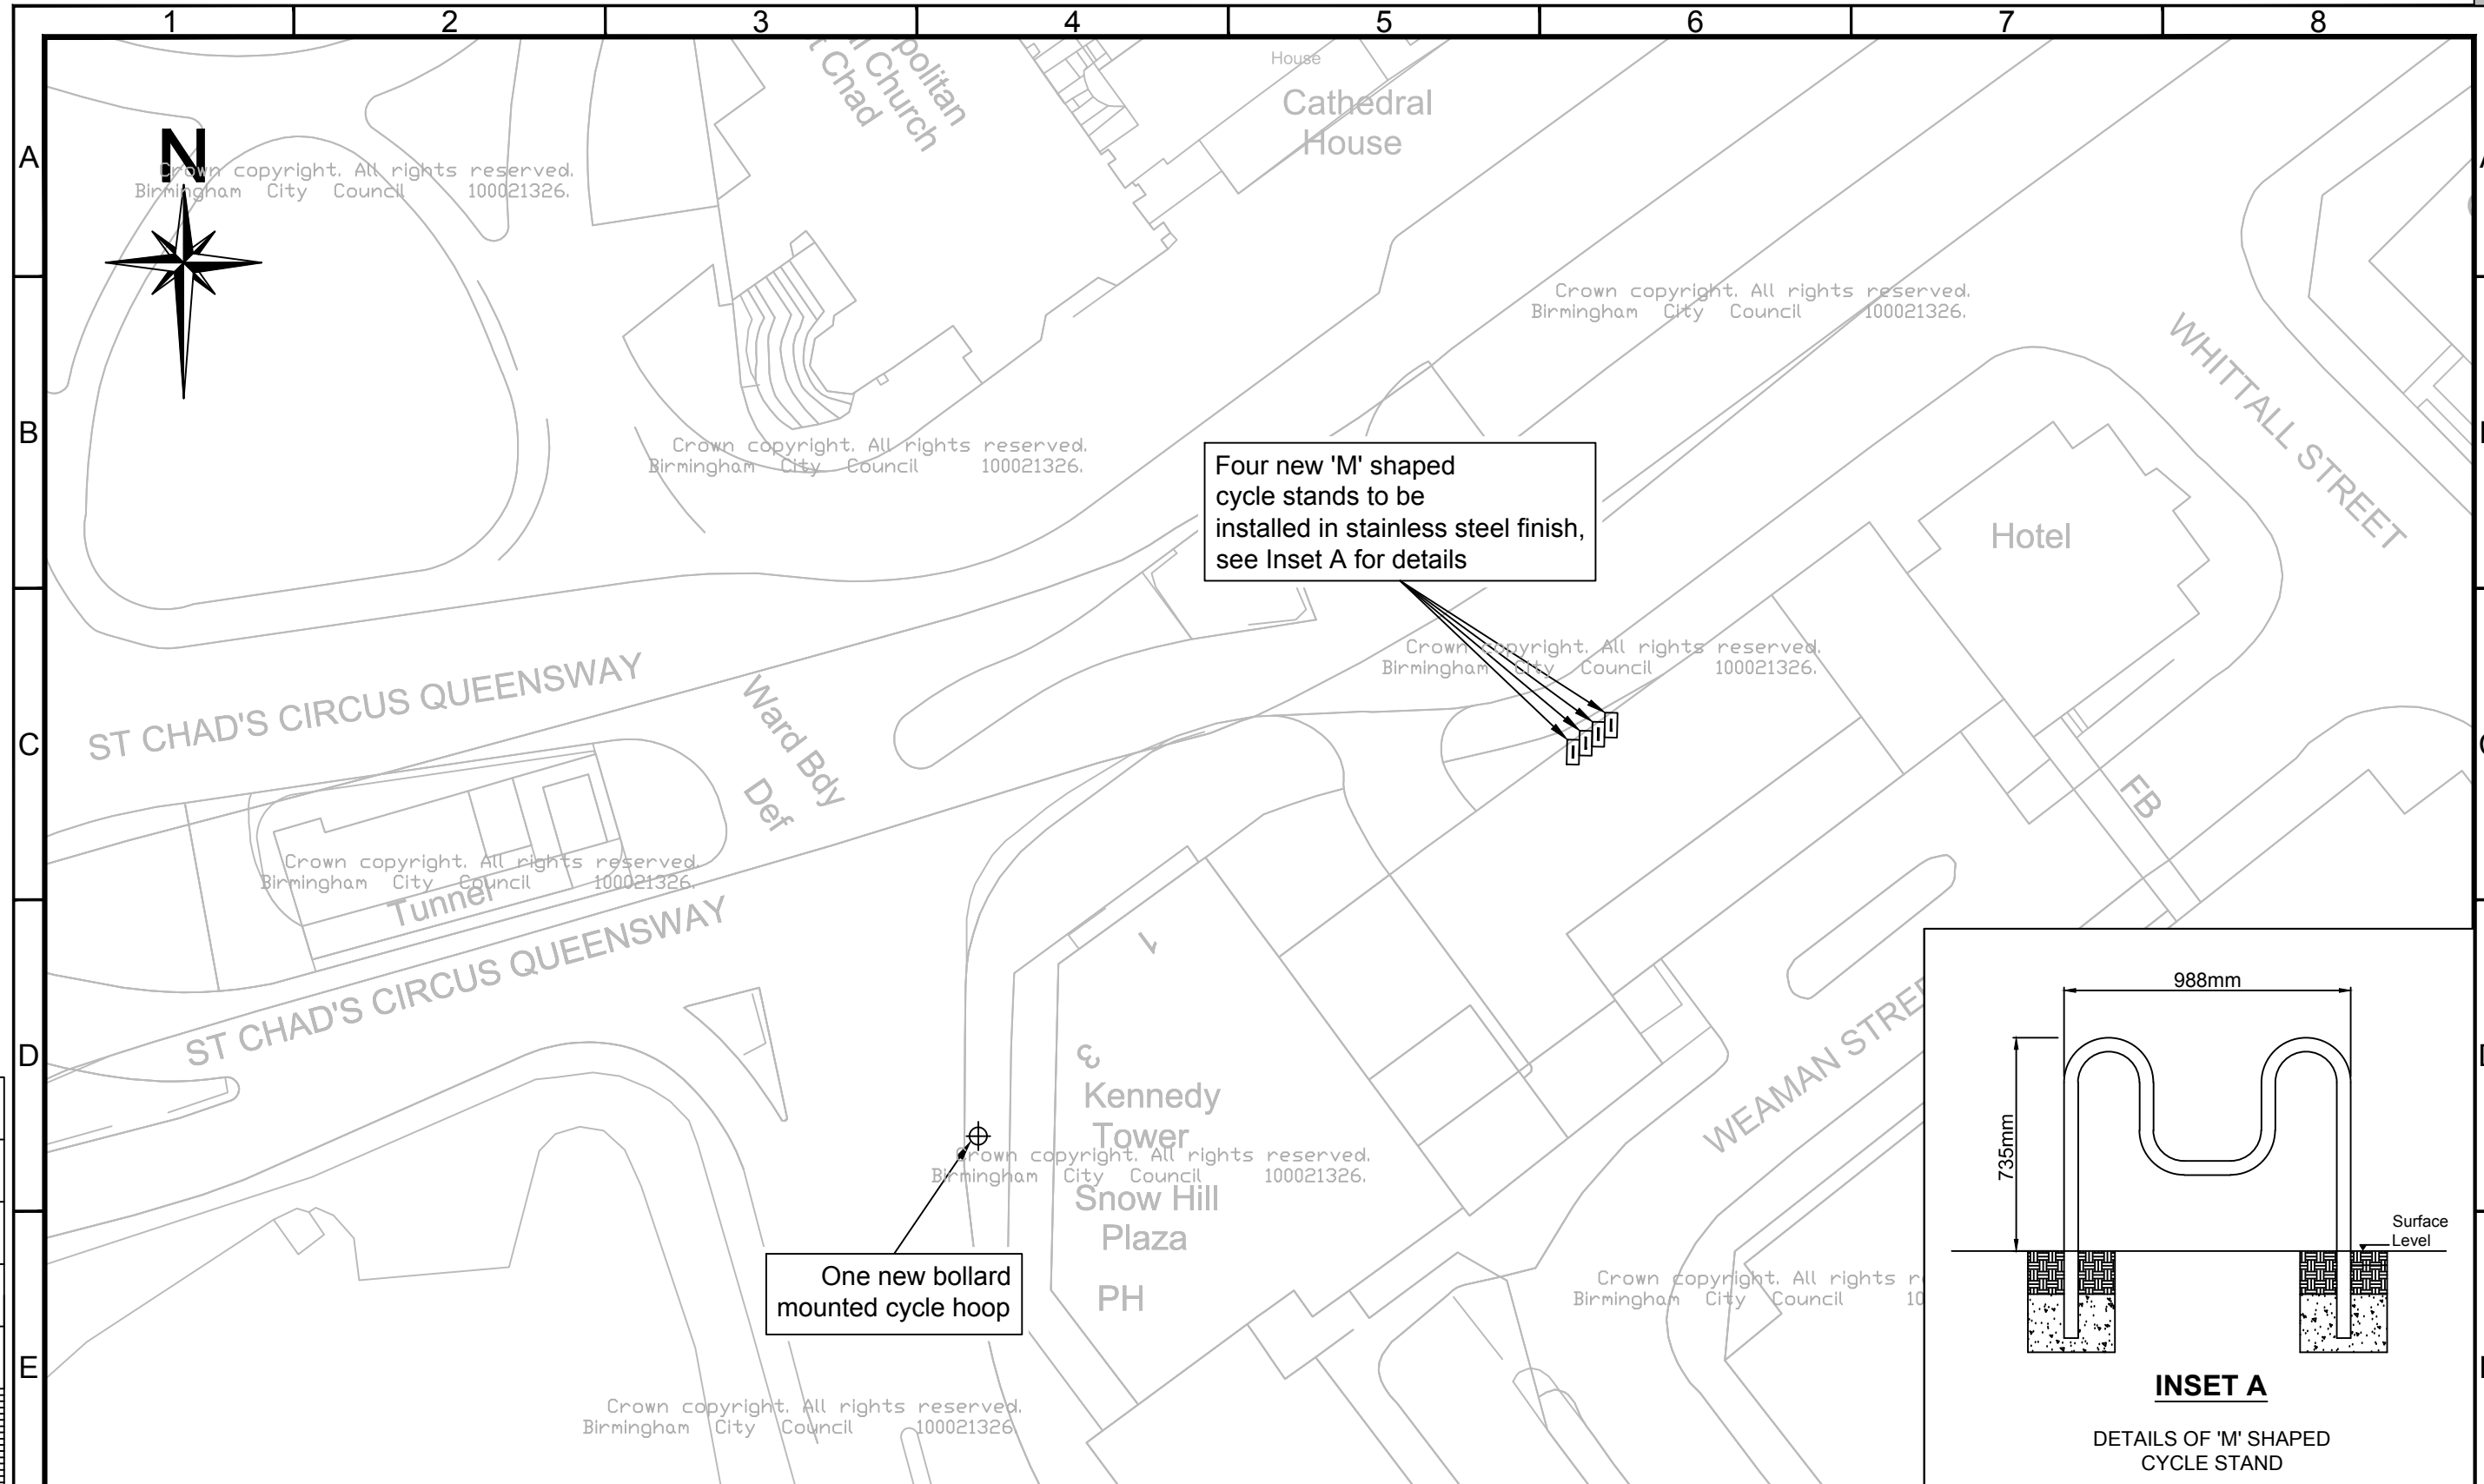 1 2 3 4 5 6 7 8
A
B
C
D
E
N
politan
Church
Chad
House
Cathedral
House
Crown copyright. All rights reserved.
Birmingham City Council 100021326.
Crown copyright. All rights reserved.
Birmingham City Council 100021326.
WHITTALL STREET
Crown copyright. All rights reserved.
Birmingham City Council 100021326.
Four new 'M' shaped
cycle stands to be
installed in stainless steel finish,
see Inset A for details
Hotel
Crown copyright. All rights reserved.
Birmingham City Council 100021326.
ST CHAD'S CIRCUS QUEENSWAY
Ward Bdy
Def
FB
Crown copyright. All rights reserved.
Birmingham City Council 100021326.
Tunnel
ST CHAD'S CIRCUS QUEENSWAY
1
3
Kennedy
Tower
Crown copyright. All rights reserved.
Birmingham City Council 100021326.
Snow Hill
Plaza
PH
WEAMAN STREE
One new bollard
mounted cycle hoop
Crown copyright. All rights r
Birmingham City Council 10
Crown copyright. All rights reserved.
Birmingham City Council 100021326.
988mm
735mm
Surface
Level
INSET A
DETAILS OF 'M' SHAPED
CYCLE STAND